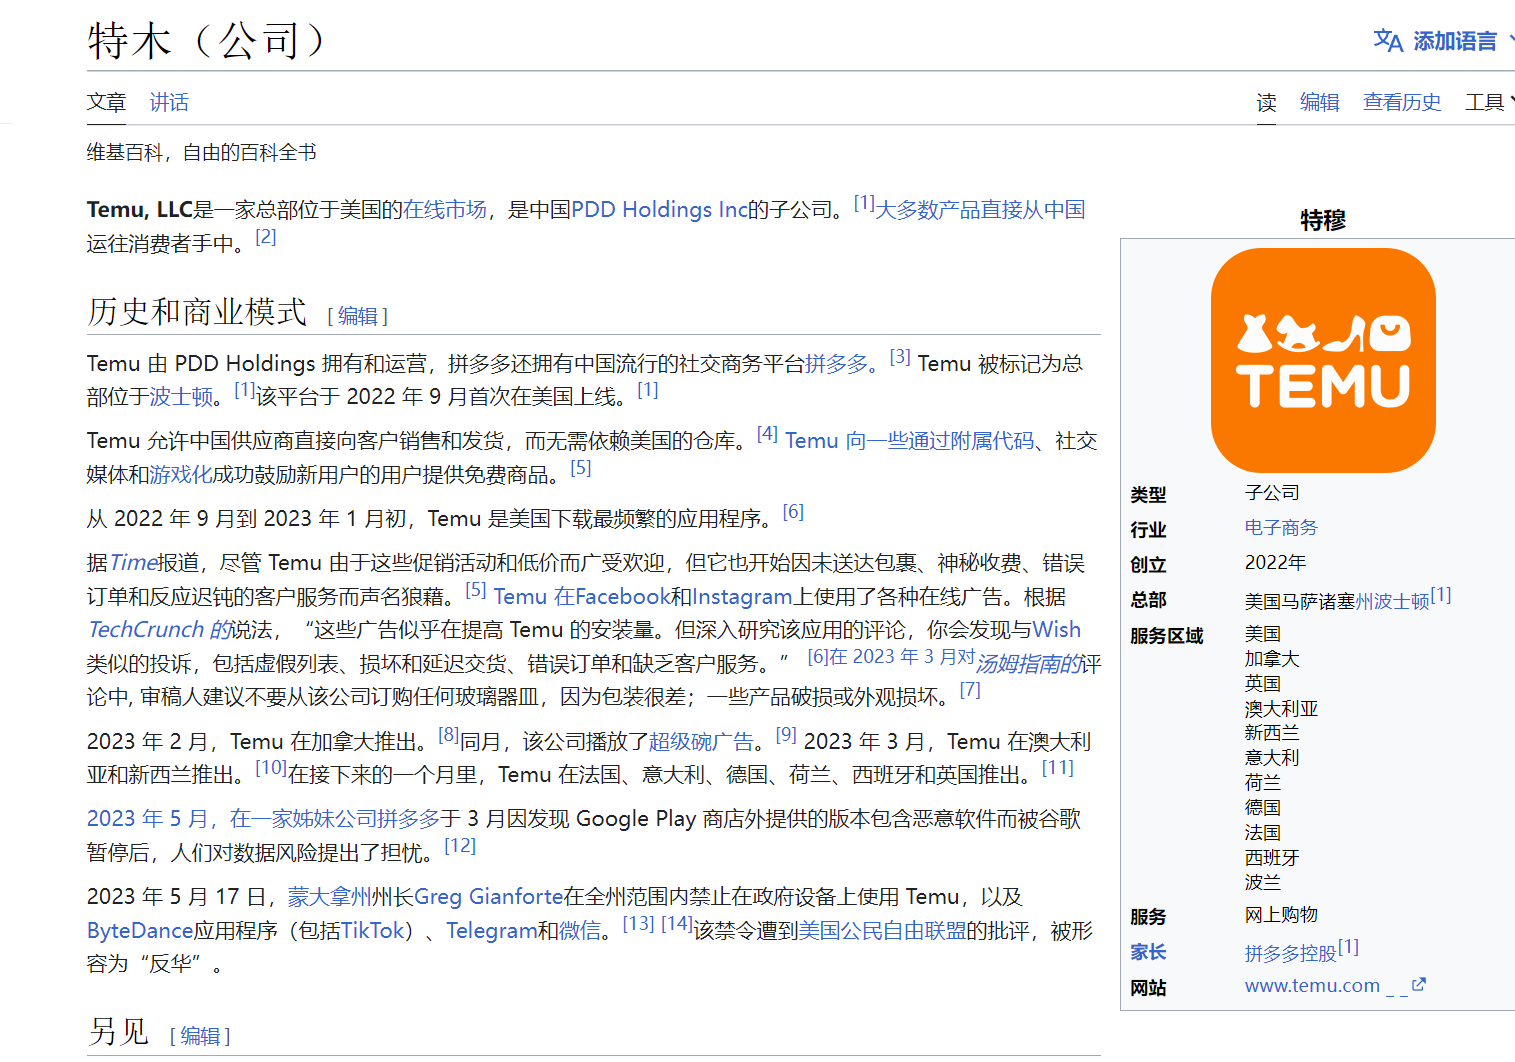 特木（公司）
添加语言
文章 讲话
读 编辑 查看历史 工具
维基百科，自由的百科全书
Temu, LLC是一家总部位于美国的在线市场，是中国PDD Holdings Inc的子公司。[1]大多数产品直接从中国
运往消费者手中。[2]
历史和商业模式 [ 编辑 ]
Temu 由 PDD Holdings 拥有和运营，拼多多还拥有中国流行的社交商务平台拼多多。[3] Temu 被标记为总
部位于波士顿。[1]该平台于 2022 年 9 月首次在美国上线。[1]
Temu 允许中国供应商直接向客户销售和发货，而无需依赖美国的仓库。[4] Temu 向一些通过附属代码、社交
媒体和游戏化成功鼓励新用户的用户提供免费商品。[5]
从 2022 年 9 月到 2023 年 1 月初，Temu 是美国下载最频繁的应用程序。[6]
据Time报道，尽管 Temu 由于这些促销活动和低价而广受欢迎，但它也开始因未送达包裹、神秘收费、错误
订单和反应迟钝的客户服务而声名狼藉。[5] Temu 在Facebook和Instagram上使用了各种在线广告。根据
TechCrunch 的说法，“这些广告似乎在提高 Temu 的安装量。但深入研究该应用的评论，你会发现与Wish
类似的投诉，包括虚假列表、损坏和延迟交货、错误订单和缺乏客户服务。” [6]在 2023 年 3 月对汤姆指南的评
论中, 审稿人建议不要从该公司订购任何玻璃器皿，因为包装很差；一些产品破损或外观损坏。[7]
2023 年 2 月，Temu 在加拿大推出。[8]同月，该公司播放了超级碗广告。[9] 2023 年 3 月，Temu 在澳大利
亚和新西兰推出。[10]在接下来的一个月里，Temu 在法国、意大利、德国、荷兰、西班牙和英国推出。[11]
2023 年 5 月，在一家姊妹公司拼多多于 3 月因发现 Google Play 商店外提供的版本包含恶意软件而被谷歌
暂停后，人们对数据风险提出了担忧。[12]
2023 年 5 月 17 日，蒙大拿州州长Greg Gianforte在全州范围内禁止在政府设备上使用 Temu，以及
ByteDance应用程序（包括TikTok）、Telegram和微信。[13] [14]该禁令遭到美国公民自由联盟的批评，被形
容为“反华”。
另见 [ 编辑 ]
特穆
TEMU
类型 子公司
行业 电子商务
创立 2022年
总部 美国马萨诸塞州波士顿[1]
服务区域 美国
加拿大
英国
澳大利亚
新西兰
意大利
荷兰
德国
法国
西班牙
波兰
服务 网上购物
家长 拼多多控股[1]
网站 www.temu.com _ _